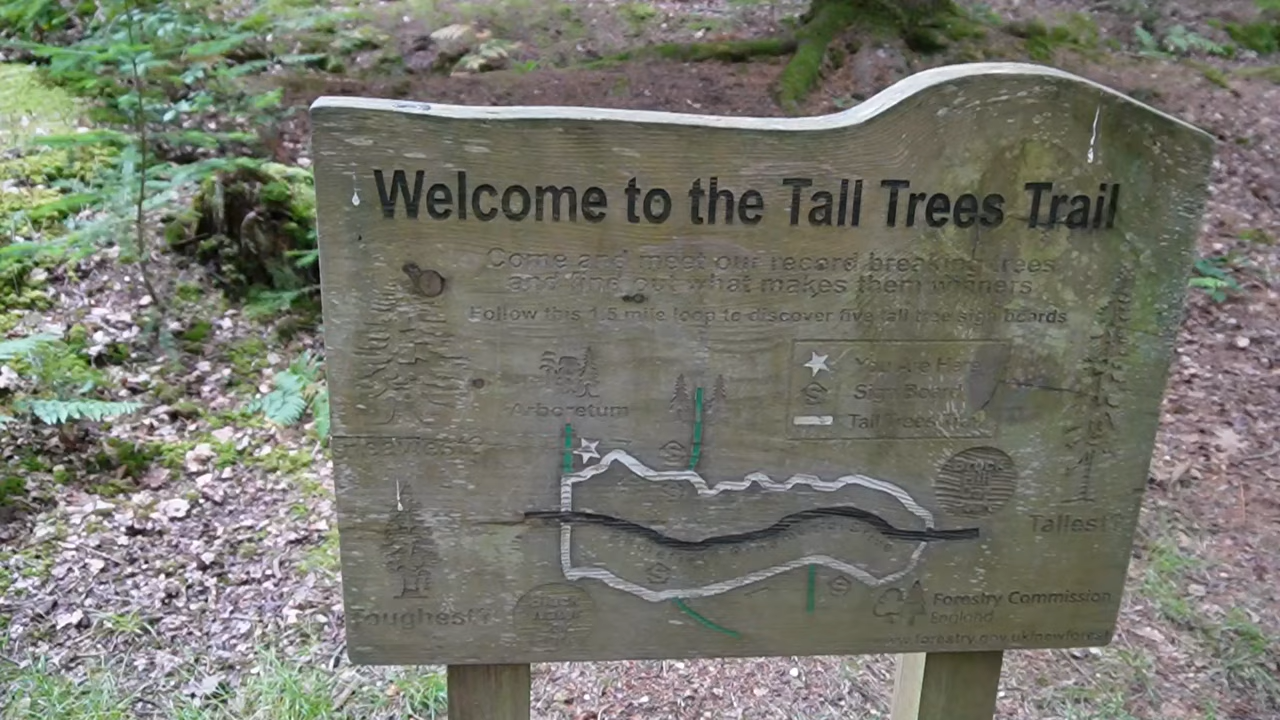 Welcome to the Tall Trees Trail
Come and meet our record breaking trees
and find out what makes them winners
Follow this 1.5 mile loop to discover five tall tree sign boards
You Are Here
Sign Board
Tall Trees Trail
Arboretum
Tallest?
Toughest?
Forestry Commission
England
www.forestry.gov.uk/newforest